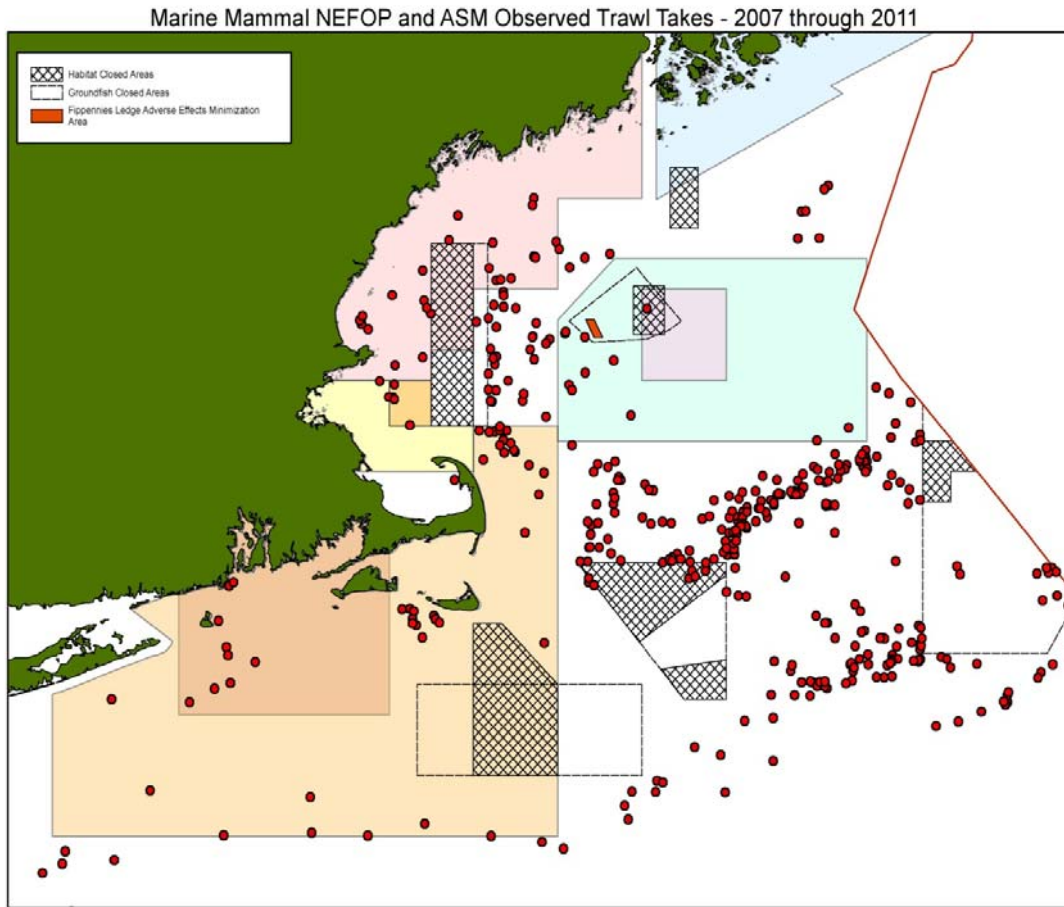 Marine Mammal NEFOP and ASM Observed Trawl Takes - 2007 through 2011
Habitat Closed Areas
Groundfish Closed Areas
Fippennies Ledge Adverse Effects Minimization
Area